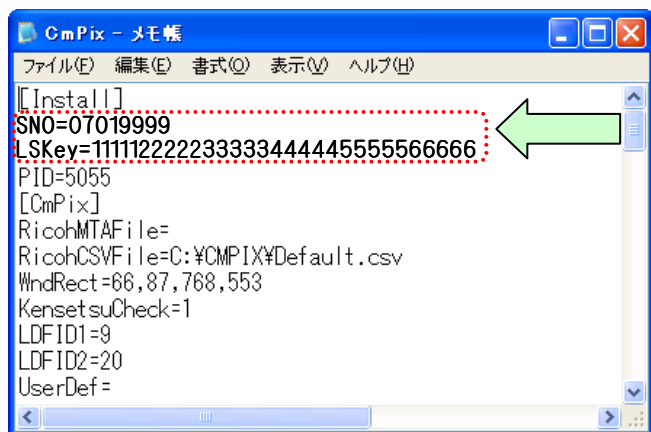 CmPix - メモ帳
ファイル(F) 編集(E) 書式(O) 表示(V) ヘルプ(H)
[Install]
SNO=07019999
LSKey=111112222233333444445555566666
PID=5055
[CmPix]
RicohMTAFile=
RicohCSVFile=C:¥CMPIX¥Default.csv
WndRect=66,87,768,553
KensetsuCheck=1
LDFID1=9
LDFID2=20
UserDef=